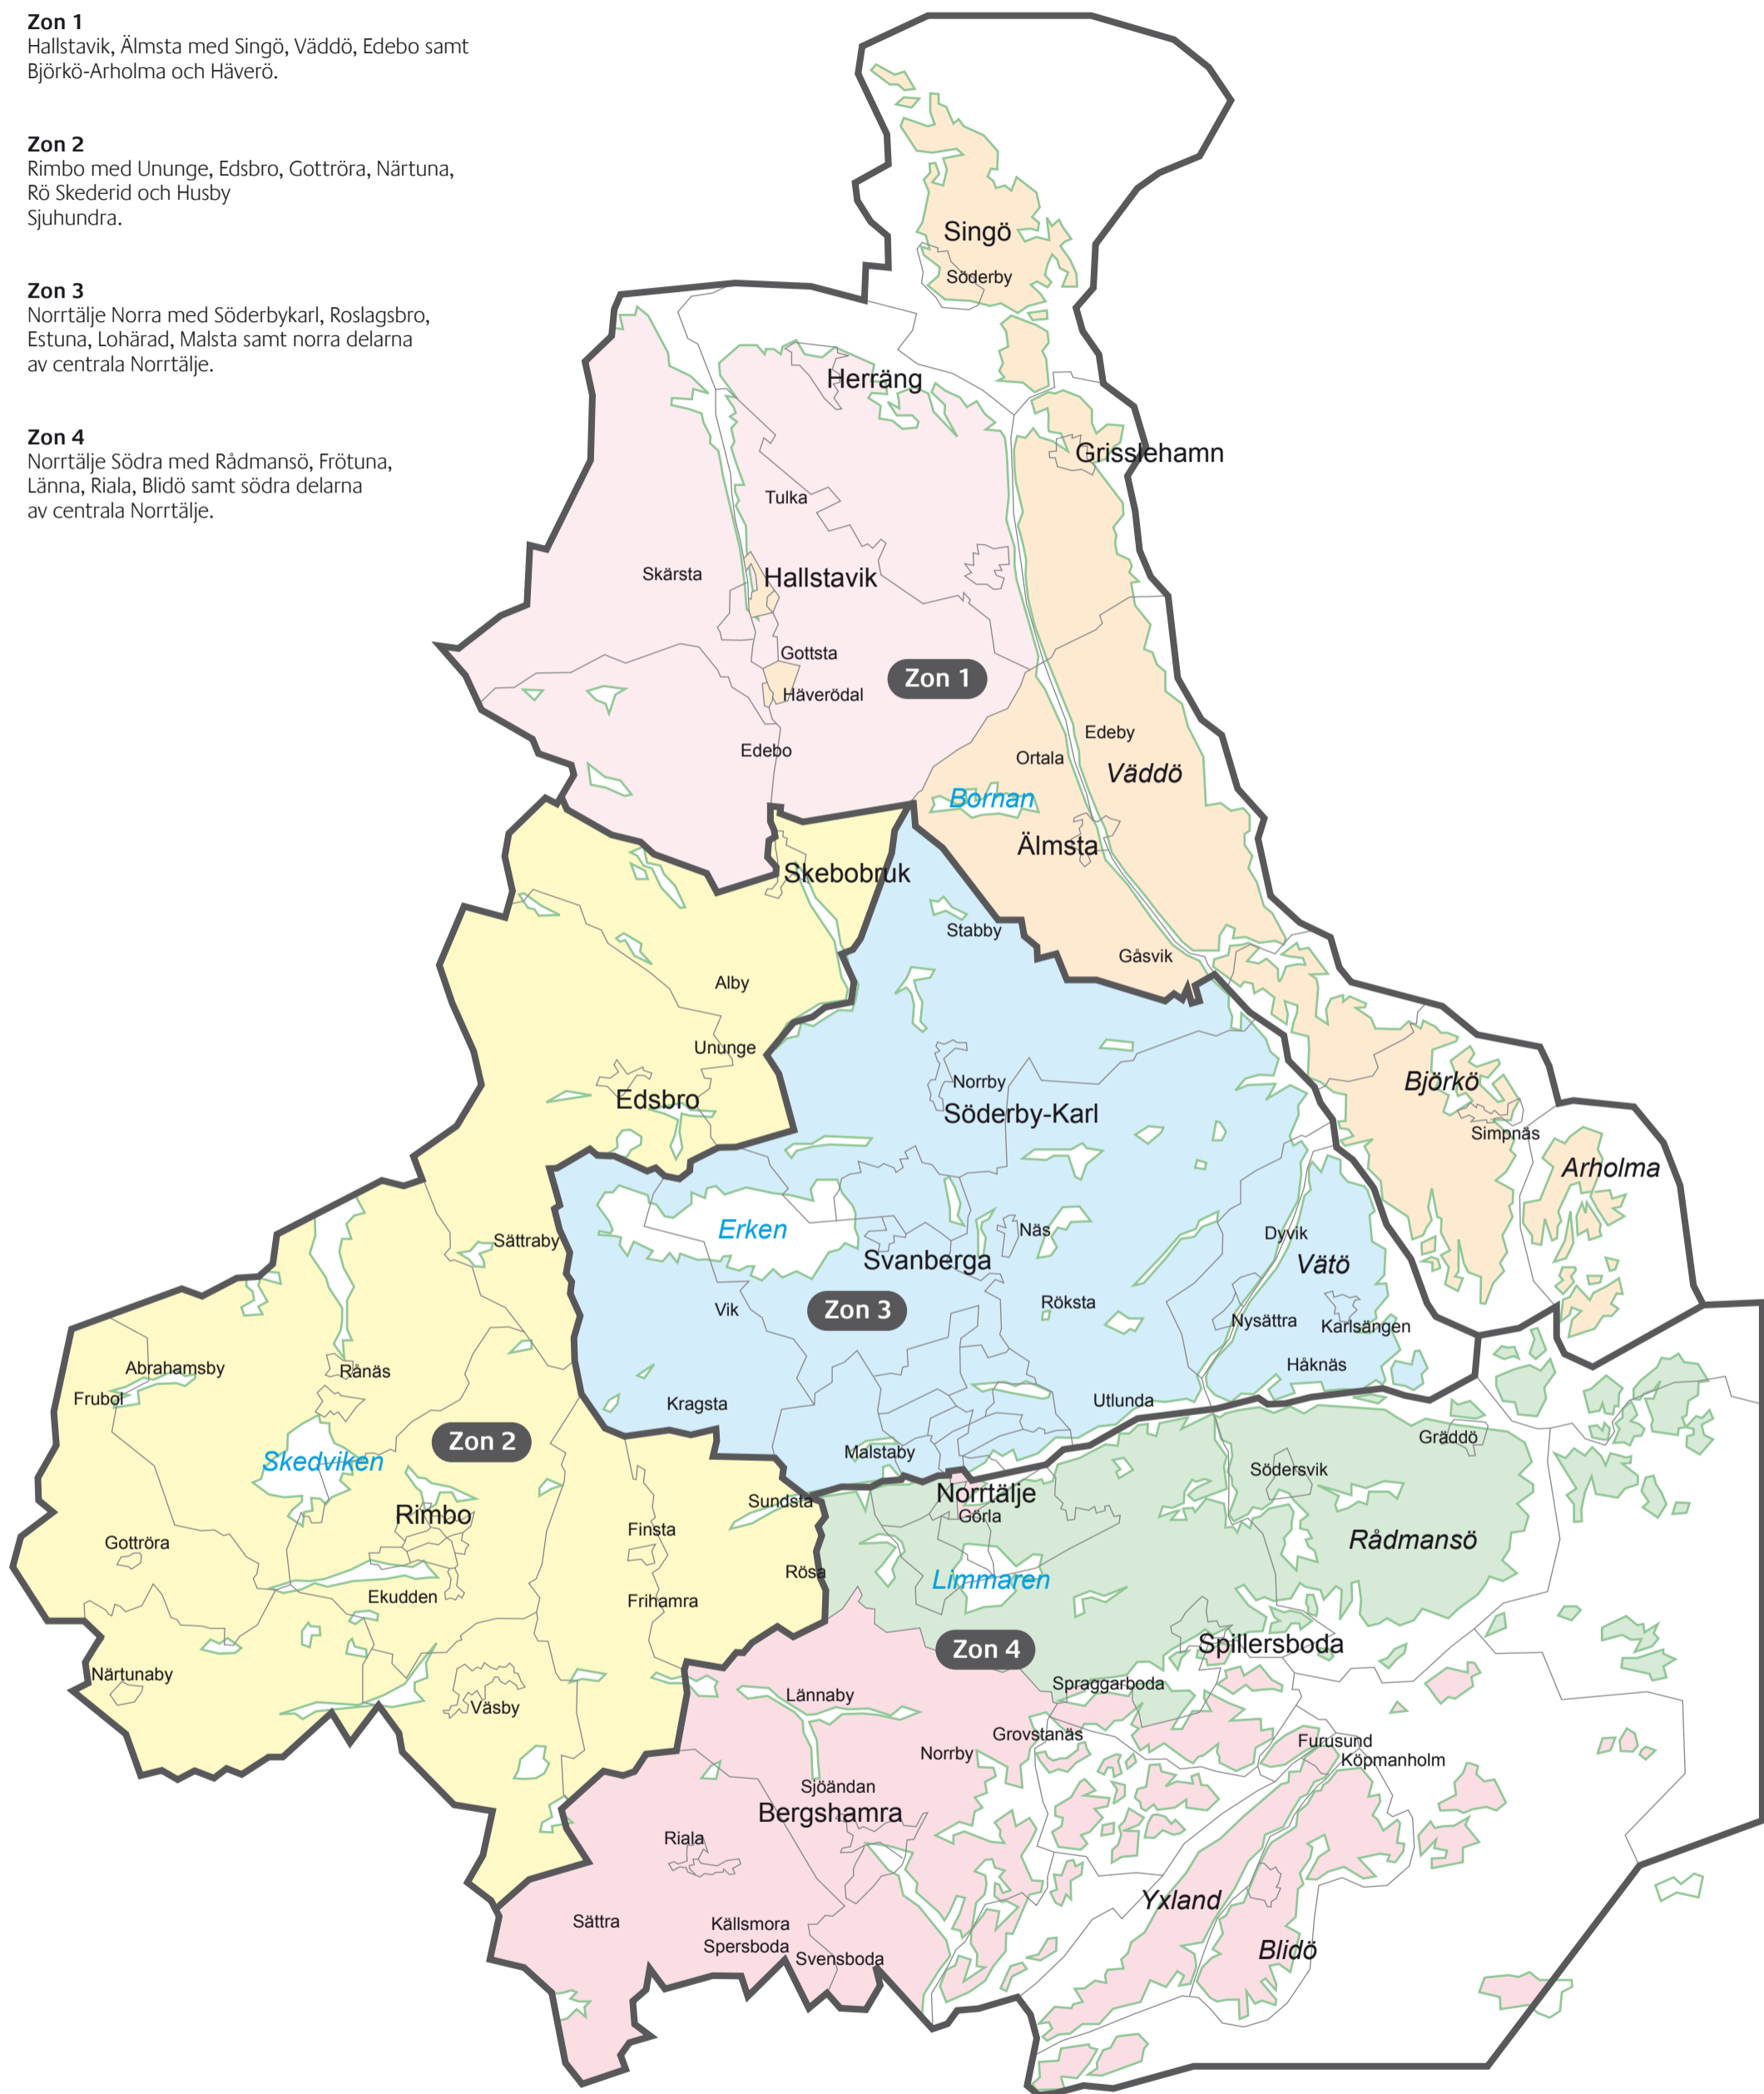 Zon 1
Hallstavik, Älmsta med Singö, Väddö, Edebo samt
Björkö-Arholma och Häverö.
Zon 2
Rimbo med Ununge, Edsbro, Gottröra, Närtuna,
Rö Skederid och Husby
Sjuhundra.
Zon 3
Norrtälje Norra med Söderbykarl, Roslagsbro,
Estuna, Lohärad, Malsta samt norra delarna
av centrala Norrtälje.
Zon 4
Norrtälje Södra med Rådmansö, Frötuna,
Länna, Riala, Blidö samt södra delarna
av centrala Norrtälje.
Singö
Söderby
Herräng
Grisslehamn
Tulka
Skärsta
Hallstavik
Gottsta
Zon 1
Häverödal
Edeby
Edebo
Ortala
Väddö
Bornan
Älmsta
Skebobruk
Stabby
Gåsvik
Alby
Ununge
Norrby
Björkö
Edsbro
Söderby-Karl
Simpnäs
Arholma
Erken
Näs
Dyvik
Sättraby
Svanberga
Vätö
Vik
Zon 3
Röksta
Nysättra
Karlsängen
Håknäs
Abrahamsby
Rånäs
Frubol
Kragsta
Utlunda
Zon 2
Malstaby
Gräddö
Skedviken
Södersvik
Norrtälje
Sundsta
Rimbo
Görla
Finsta
Rådmansö
Gottröra
Rösa
Limmaren
Ekudden
Frihamra
Spillersboda
Zon 4
Närtunaby
Spraggarboda
Lännaby
Väsby
Grovstanäs
Furusund
Norrby
Köpmanholm
Sjöändan
Bergshamra
Riala
Yxland
Sättra
Källsmora
Spersboda
Blidö
Svensboda